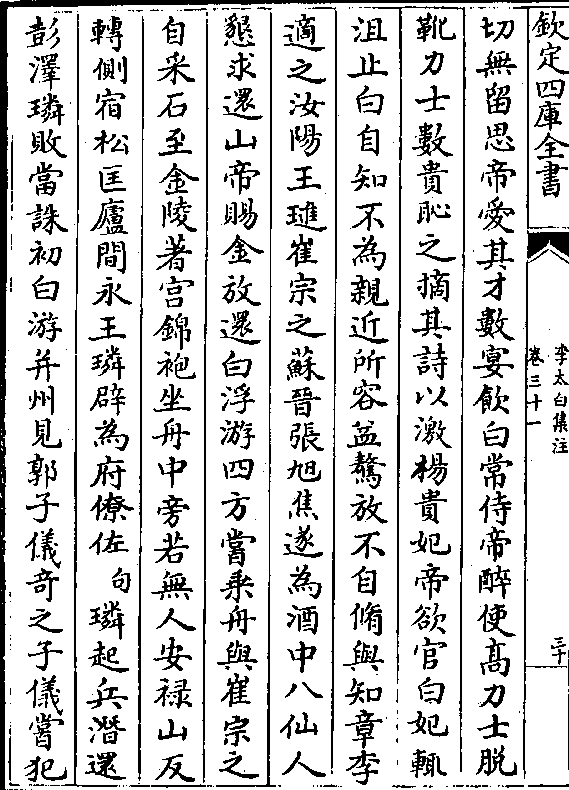 欽定四庫全書
李太白集注
卷三十一
三十
切無留思帝愛其才數宴飲白常侍帝醉使髙力士脱
靴力士數貴恥之摘其詩以激楊貴妃帝欲官白妃輒
沮止白自知不為親近所容益驁放不自脩與知章李
適之汝陽王璡崔宗之蘇晉張旭焦遂為酒中八仙人
懇求還山帝賜金放還白浮游四方嘗乗舟與崔宗之
自采石至金陵著宫錦袍坐舟中旁若無人安禄山反
轉側宿松匡廬間永王璘辟為府僚佐句璘起兵潛還
彭澤璘敗當誅初白游并州見郭子儀奇之子儀嘗犯